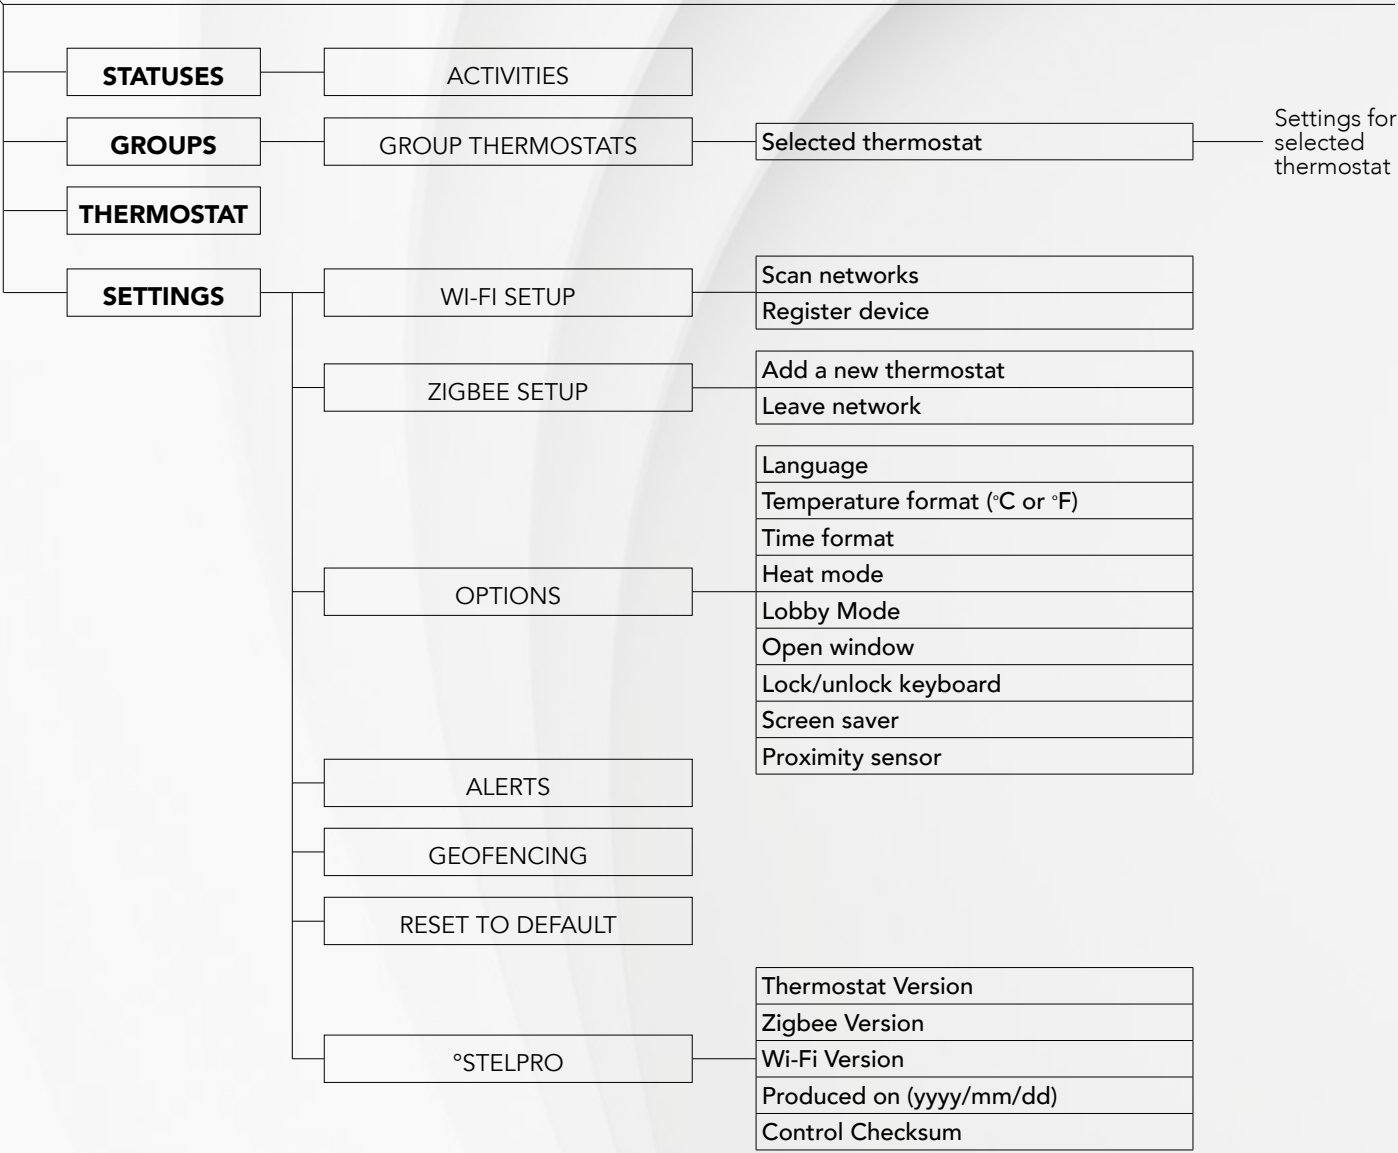 STATUSES
ACTIVITIES
GROUPS
GROUP THERMOSTATS
Selected thermostat
Settings for
selected
thermostat
THERMOSTAT
SETTINGS
WI-FI SETUP
Scan networks
Register device
ZIGBEE SETUP
Add a new thermostat
Leave network
OPTIONS
Language
Temperature format (°C or °F)
Time format
Heat mode
Lobby Mode
Open window
Lock/unlock keyboard
Screen saver
Proximity sensor
ALERTS
GEOFENCING
RESET TO DEFAULT
°STELPRO
Thermostat Version
Zigbee Version
Wi-Fi Version
Produced on (yyyy/mm/dd)
Control Checksum